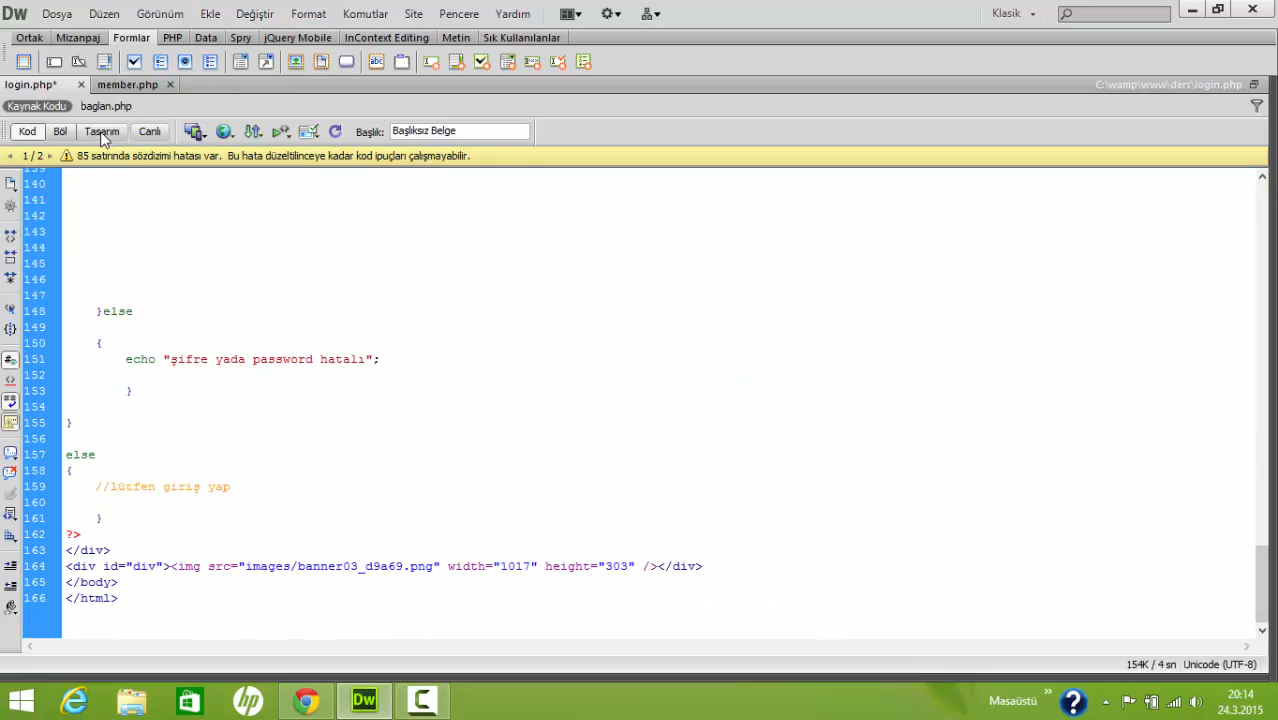 DW Dosya Düzen Görünüm Ekle Değiştir Format Komutlar Site Pencere Yardım Klasik
Ortak Mizanpaj Formlar PHP Data Spry jQuery Mobile InContext Editing Metin Sık Kullanılanlar
login.php* member.php C:\wamp\www\ders\login.php
Kaynak Kodu baglan.php
Kod Böl Tasarım Canlı Başlık: Başlıksız Belge
1 / 2 85 satırında sözdizimi hatası var. Bu hata düzeltilinceye kadar kod ipuçları çalışmayabilir.
139
140
141
142
143
144
145
146
147
148 }else
149
150 {
151 echo "şifre yada password hatalı";
152
153 }
154
155 }
156
157 else
158 {
159 //lütfen giriş yap
160
161 }
162 ?>
163 </div>
164 <div id="div"><img src="images/banner03_d9a69.png" width="1017" height="303" /></div>
165 </body>
166 </html>
154K / 4 sn Unicode (UTF-8)
hp Dw C Masaüstü » ? 20:14
24.3.2015